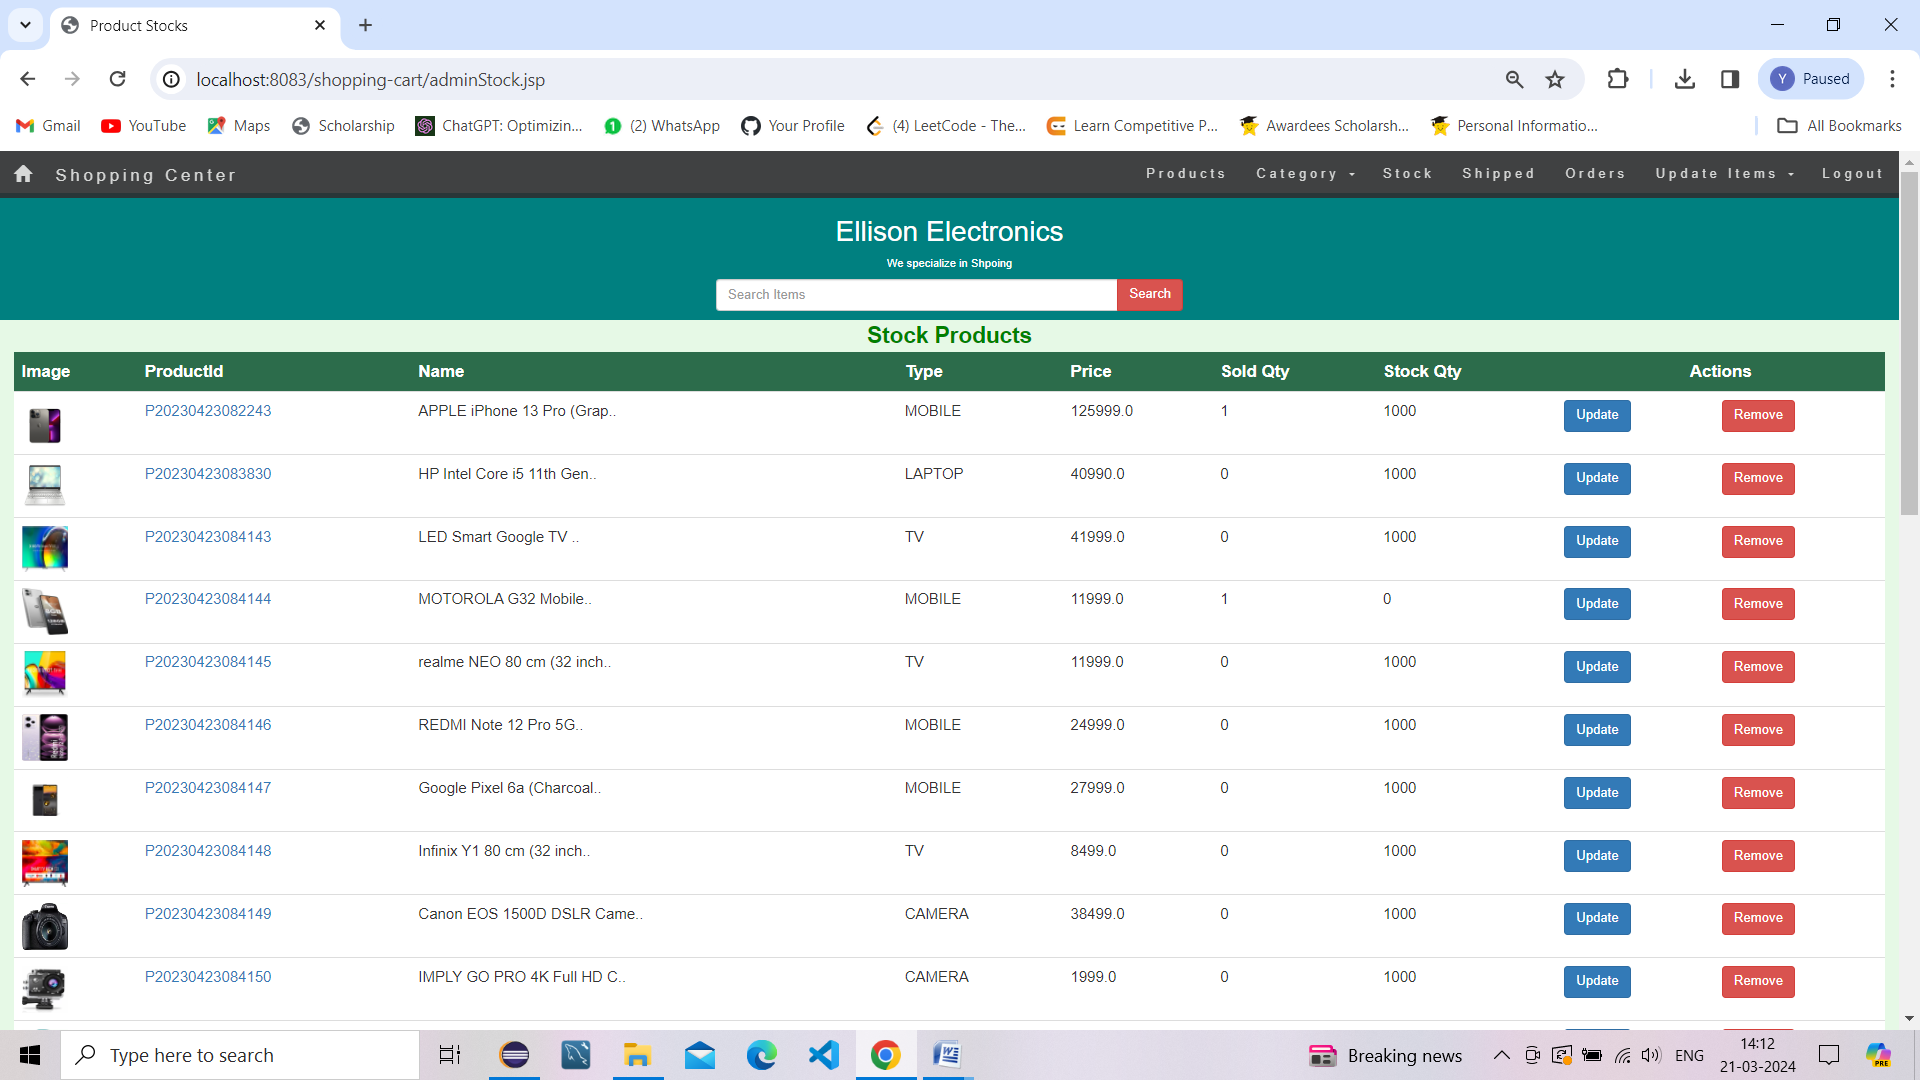 Product Stocks
localhost:8083/shopping-cart/adminStock.jsp
Y Paused
Gmail YouTube Maps Scholarship ChatGPT: Optimizin... (2) WhatsApp Your Profile (4) LeetCode - The... Learn Competitive P... Awardees Scholarsh... Personal Informatio... All Bookmarks
Shopping Center Products Category Stock Shipped Orders Update Items Logout
Ellison Electronics
We specialize in Shpoing
Search Items Search
Stock Products
Image ProductId Name Type Price Sold Qty Stock Qty Actions
P20230423082243 APPLE iPhone 13 Pro (Grap.. MOBILE 125999.0 1 1000 Update Remove
P20230423083830 HP Intel Core i5 11th Gen.. LAPTOP 40990.0 0 1000 Update Remove
P20230423084143 LED Smart Google TV .. TV 41999.0 0 1000 Update Remove
P20230423084144 MOTOROLA G32 Mobile.. MOBILE 11999.0 1 0 Update Remove
P20230423084145 realme NEO 80 cm (32 inch.. TV 11999.0 0 1000 Update Remove
P20230423084146 REDMI Note 12 Pro 5G.. MOBILE 24999.0 0 1000 Update Remove
P20230423084147 Google Pixel 6a (Charcoal.. MOBILE 27999.0 0 1000 Update Remove
P20230423084148 Infinix Y1 80 cm (32 inch.. TV 8499.0 0 1000 Update Remove
P20230423084149 Canon EOS 1500D DSLR Came.. CAMERA 38499.0 0 1000 Update Remove
P20230423084150 IMPLY GO PRO 4K Full HD C.. CAMERA 1999.0 0 1000 Update Remove
Type here to search Breaking news ENG 14:12
21-03-2024
PRE